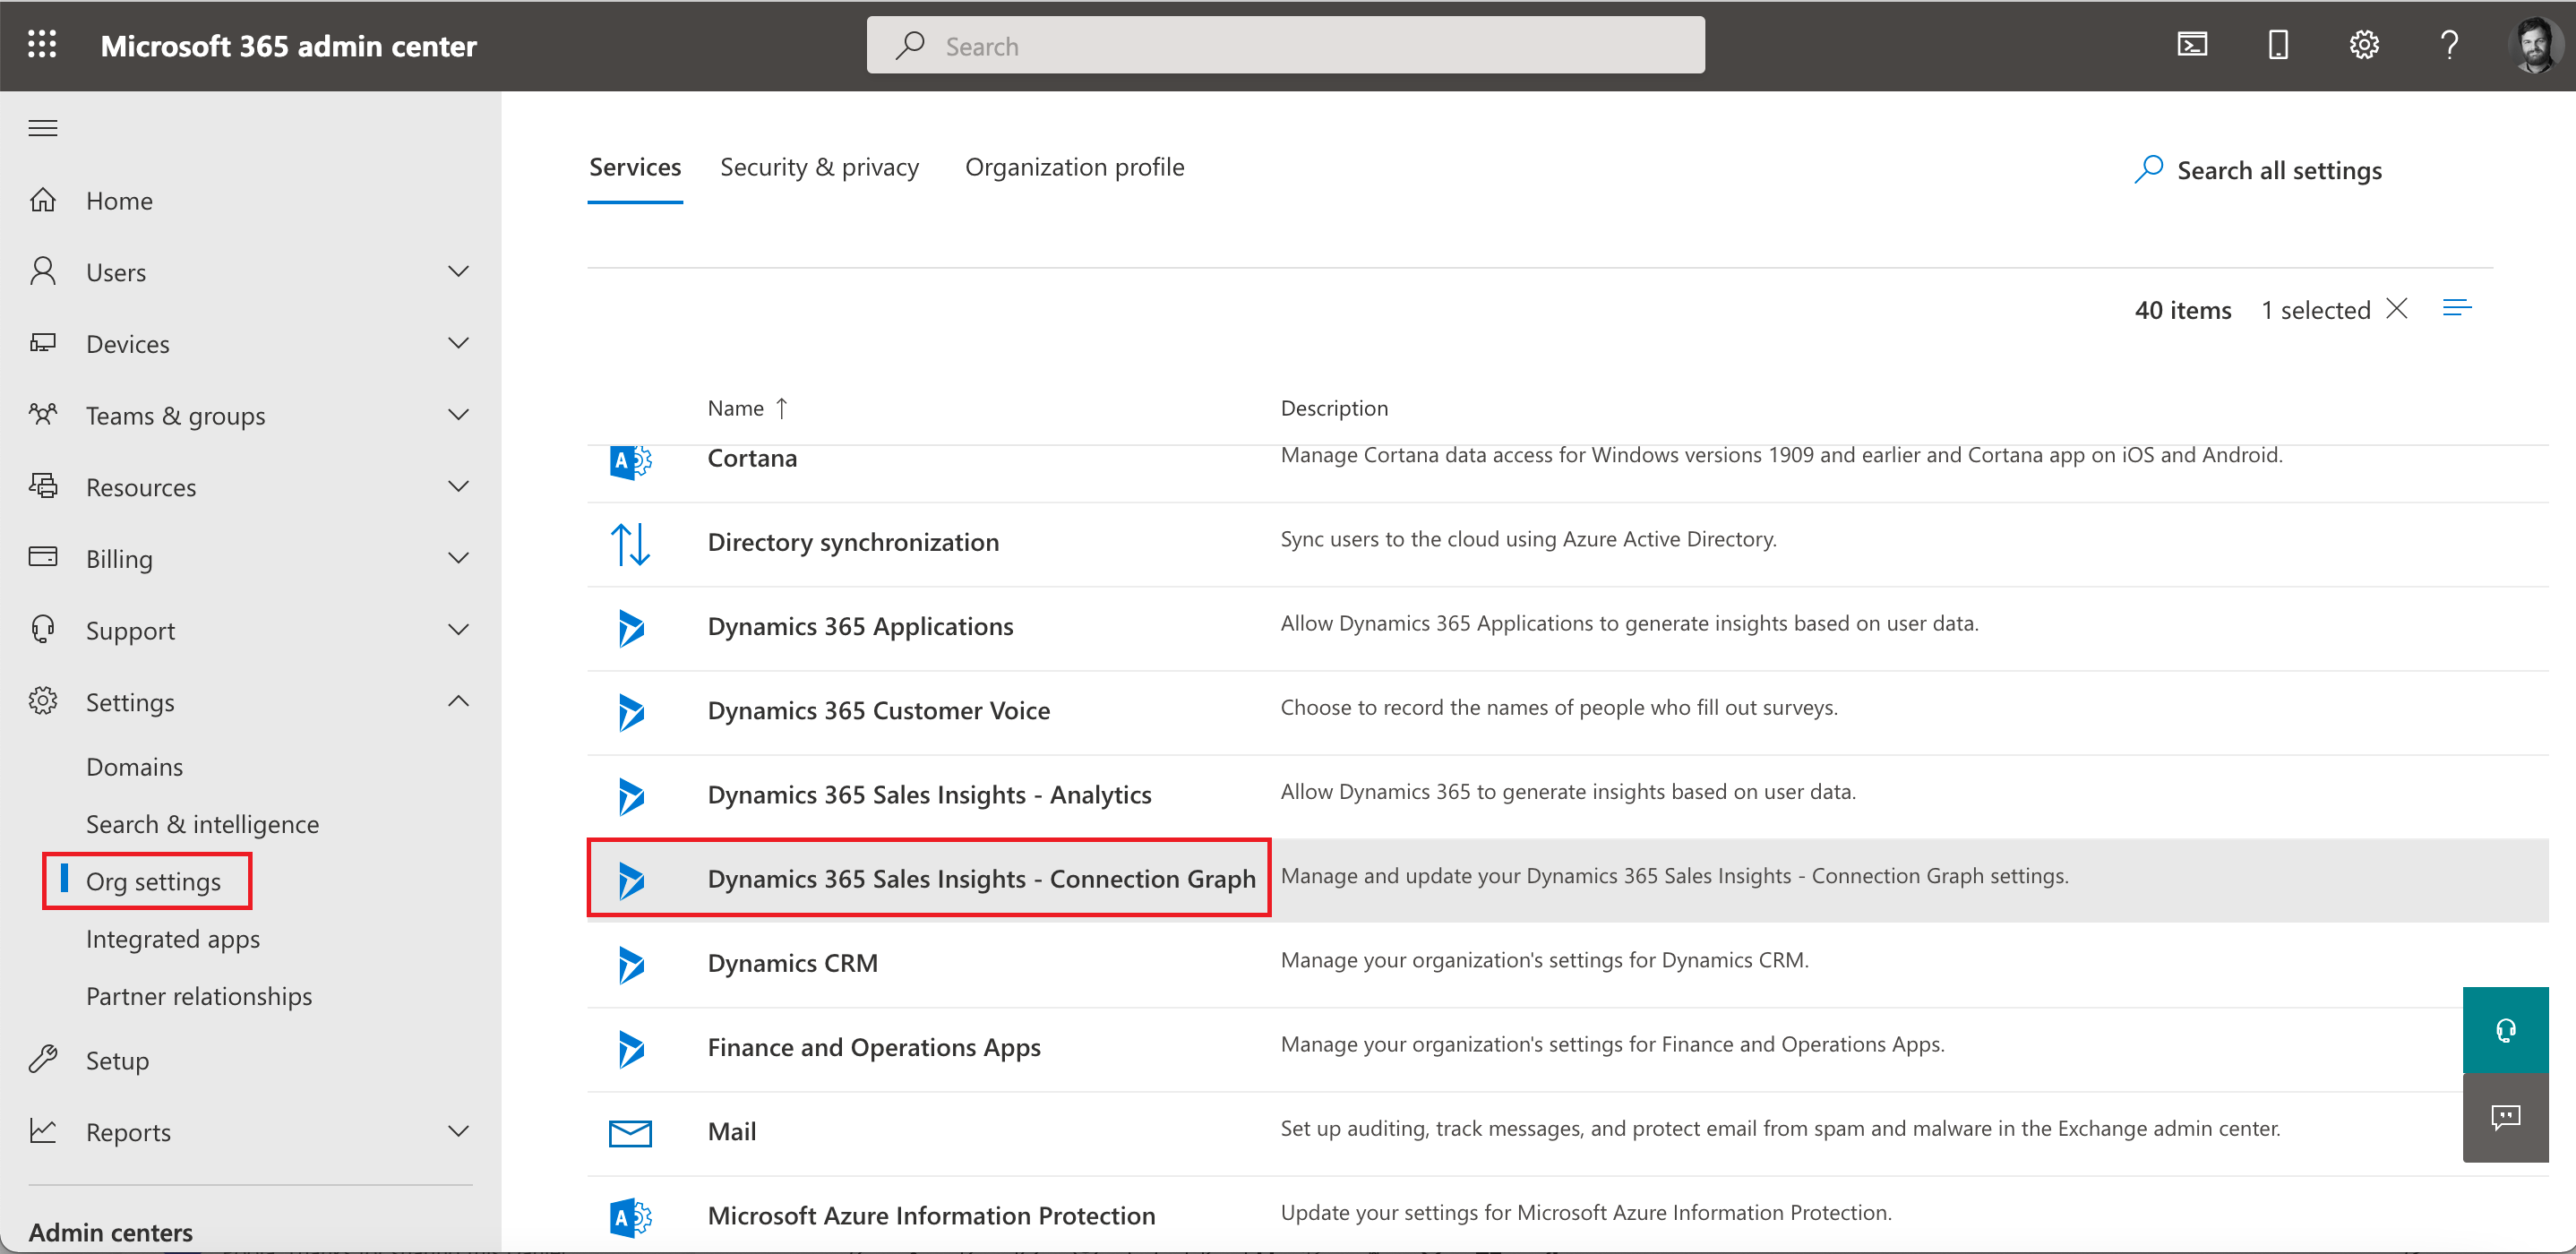 Microsoft 365 admin center
Search
Home
Users
Devices
Teams & groups
Resources
Billing
Support
Settings
Domains
Search & intelligence
Org settings
Integrated apps
Partner relationships
Setup
Reports
Admin centers
Services Security & privacy Organization profile
Search all settings
40 items 1 selected
Name ↑ Description
Cortana Manage Cortana data access for Windows versions 1909 and earlier and Cortana app on iOS and Android.
Directory synchronization Sync users to the cloud using Azure Active Directory.
Dynamics 365 Applications Allow Dynamics 365 Applications to generate insights based on user data.
Dynamics 365 Customer Voice Choose to record the names of people who fill out surveys.
Dynamics 365 Sales Insights - Analytics Allow Dynamics 365 to generate insights based on user data.
Dynamics 365 Sales Insights - Connection Graph Manage and update your Dynamics 365 Sales Insights - Connection Graph settings.
Dynamics CRM Manage your organization's settings for Dynamics CRM.
Finance and Operations Apps Manage your organization's settings for Finance and Operations Apps.
Mail Set up auditing, track messages, and protect email from spam and malware in the Exchange admin center.
Microsoft Azure Information Protection Update your settings for Microsoft Azure Information Protection.